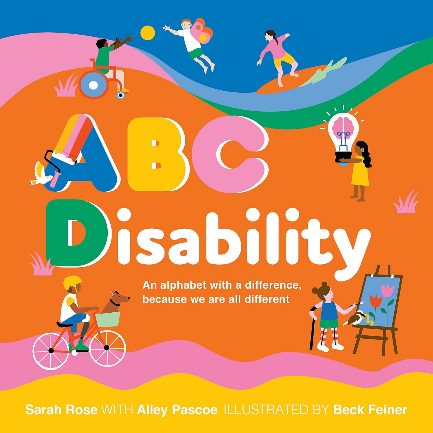 ABC
Disability
An alphabet with a difference,
because we are all different
Sarah Rose WITH Alley Pascoe ILLUSTRATED BY Beck Feiner